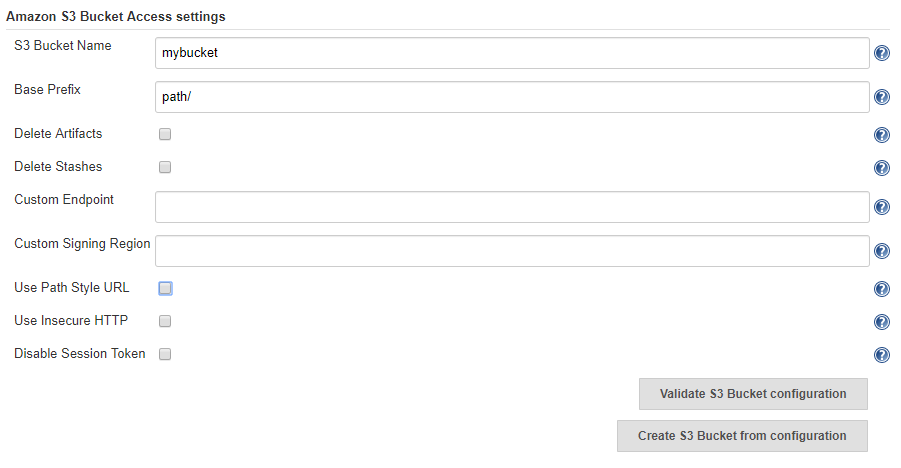 Amazon S3 Bucket Access settings
S3 Bucket Name
mybucket
?
Base Prefix
path/
?
Delete Artifacts
?
Delete Stashes
?
Custom Endpoint
?
Custom Signing Region
?
Use Path Style URL
?
Use Insecure HTTP
?
Disable Session Token
?
Validate S3 Bucket configuration
Create S3 Bucket from configuration